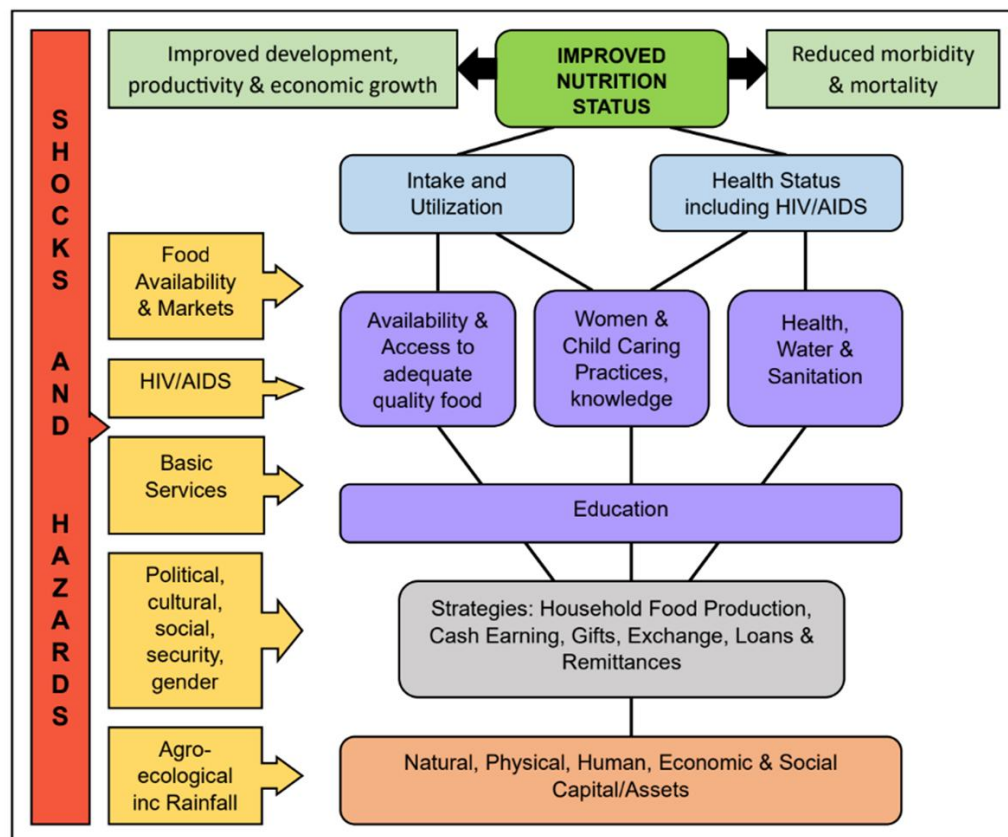 SHOCKS AND HAZARDS
Improved development,
productivity & economic growth
IMPROVED
NUTRITION
STATUS
Reduced morbidity
& mortality
Intake and
Utilization
Health Status
including HIV/AIDS
Food
Availability
& Markets
Availability &
Access to
adequate
quality food
Women &
Child Caring
Practices,
knowledge
Health,
Water &
Sanitation
HIV/AIDS
Basic
Services
Education
Political,
cultural,
social,
security,
gender
Strategies: Household Food Production,
Cash Earning, Gifts, Exchange, Loans &
Remittances
Agro-
ecological
inc Rainfall
Natural, Physical, Human, Economic & Social
Capital/Assets